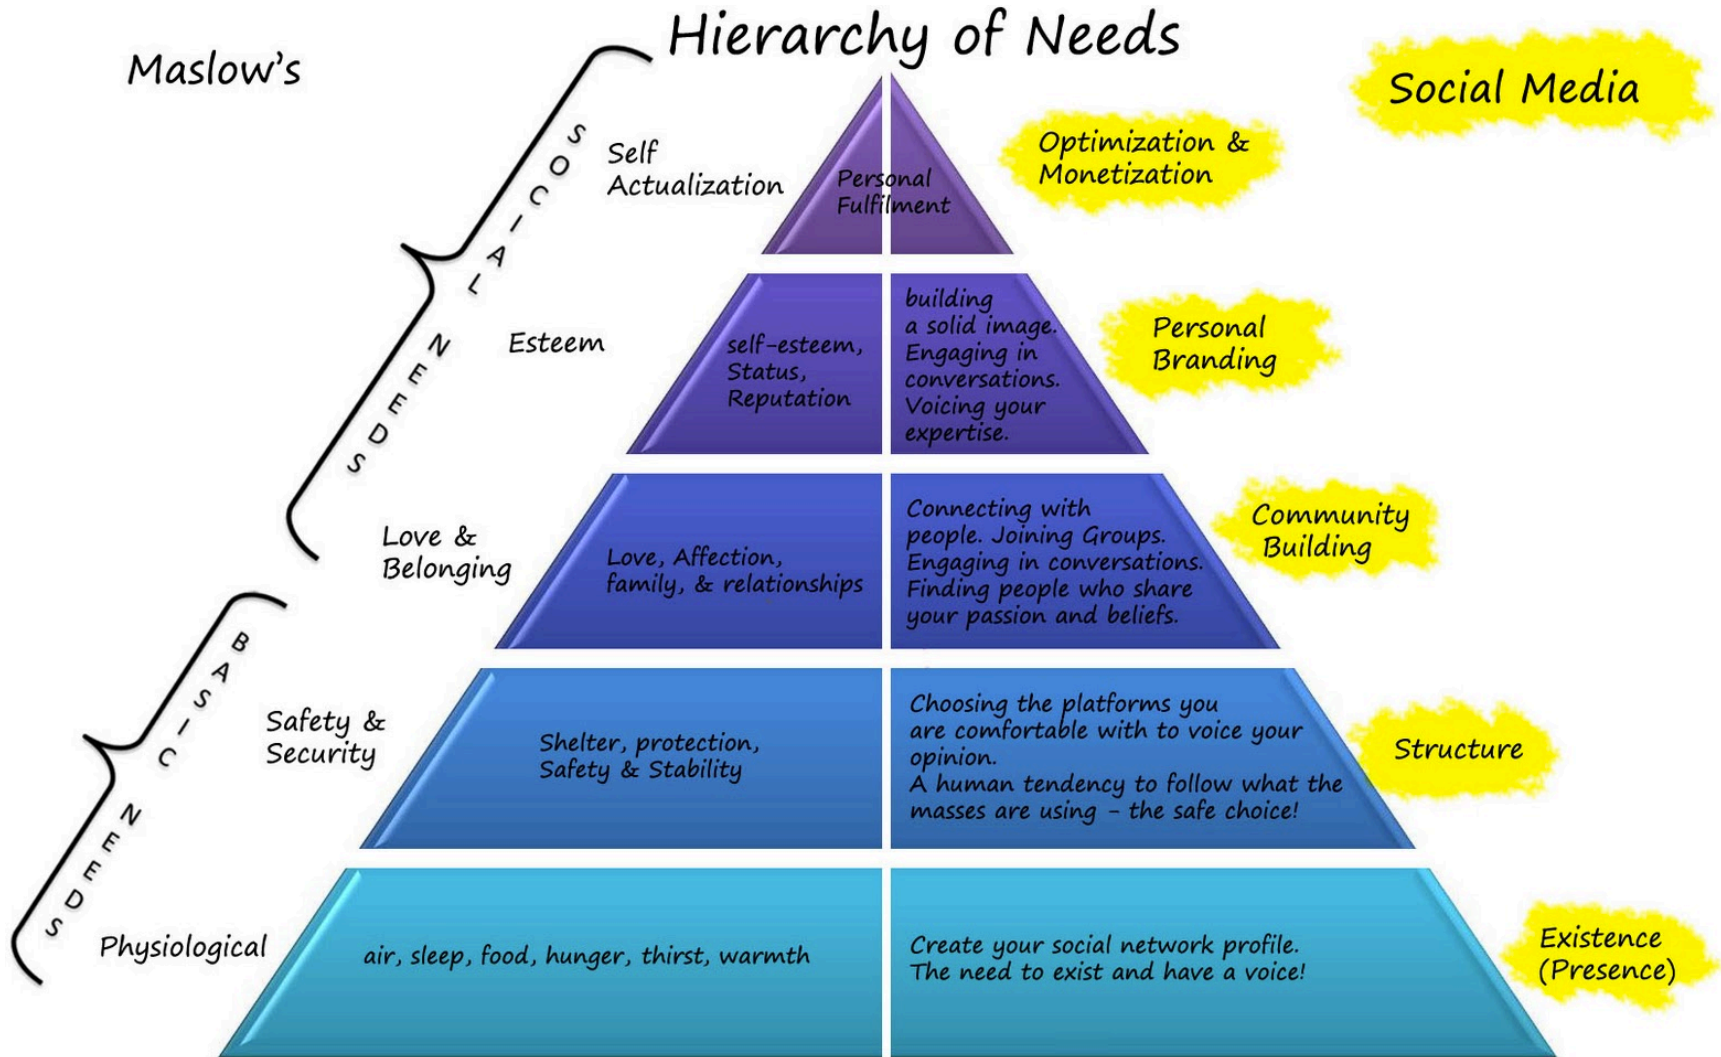 Hierarchy of Needs
Maslow's
Social Media
SOCIAL NEEDS
Self
Actualization
Personal
Fulfilment
Optimization &
Monetization
Esteem
self-esteem,
Status,
Reputation
building
a solid image.
Engaging in
conversations.
Voicing your
expertise.
Personal
Branding
Love &
Belonging
Love, Affection,
family, & relationships
Connecting with
people. Joining Groups.
Engaging in conversations.
Finding people who share
your passion and beliefs.
Community
Building
BASIC NEEDS
Safety &
Security
Shelter, protection,
Safety & Stability
Choosing the platforms you
are comfortable with to voice your
opinion.
A human tendency to follow what the
masses are using - the safe choice!
Structure
Physiological
air, sleep, food, hunger, thirst, warmth
Create your social network profile.
The need to exist and have a voice!
Existence
(Presence)